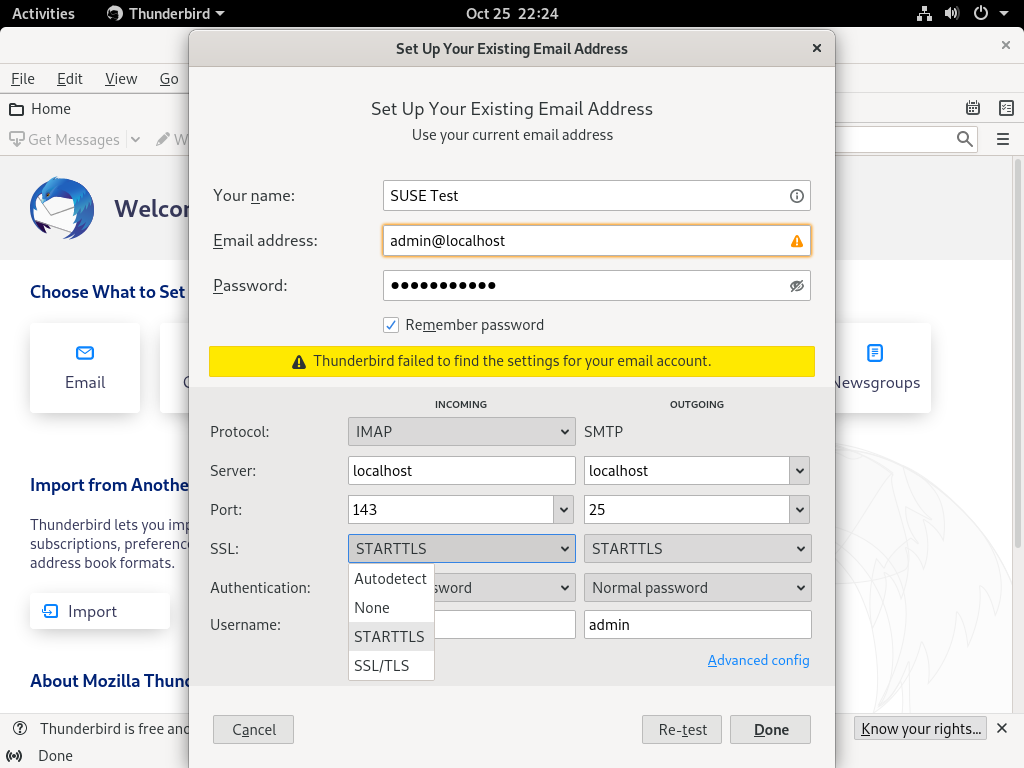 Activities Thunderbird Oct 25 22:24
Set Up Your Existing Email Address
File Edit View Go
Home
Get Messages
Set Up Your Existing Email Address
Use your current email address
Welcom
Your name: SUSE Test
Email address: admin@localhost
Choose What to Set
Password: ●●●●●●●●●●●
Remember password
Thunderbird failed to find the settings for your email account.
Email
Newsgroups
INCOMING OUTGOING
Protocol: IMAP SMTP
Server: localhost localhost
Import from Anothe
Port: 143 25
Thunderbird lets you imp
subscriptions, preference
address book formats.
SSL: STARTTLS STARTTLS
Autodetect
None
STARTTLS
SSL/TLS
Authentication: Normal password
Import
Username: admin
Advanced config
About Mozilla Thund
Cancel Re-test Done
Thunderbird is free and
Know your rights...
Done